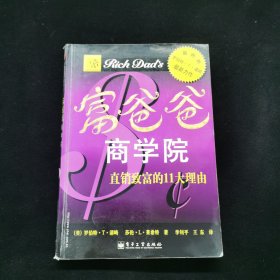 Rich Dad's
富爸爸
商学院
直销致富的11大理由
(美) 罗伯特·T·清崎 莎伦·L·莱希特 著 李钊平 王东 译
电子工业出版社